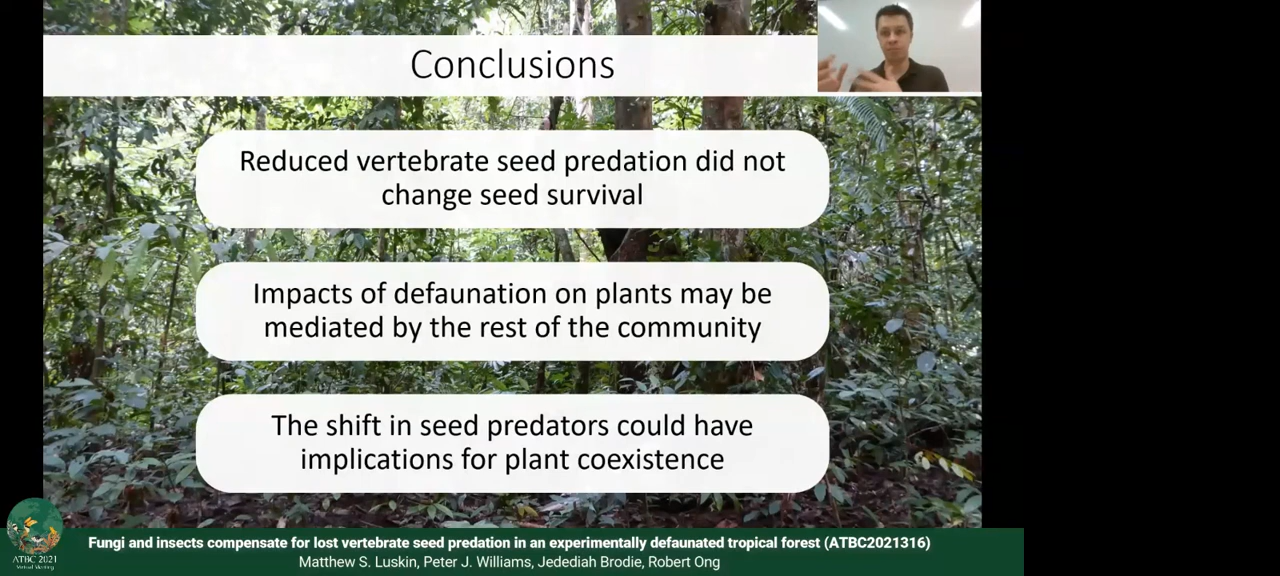 Conclusions
Reduced vertebrate seed predation did not
change seed survival
Impacts of defaunation on plants may be
mediated by the rest of the community
The shift in seed predators could have
implications for plant coexistence
ATBC 2021
Virtual Meeting
Fungi and insects compensate for lost vertebrate seed predation in an experimentally defaunated tropical forest (ATBC2021316)
Matthew S. Luskin, Peter J. Williams, Jedediah Brodie, Robert Ong